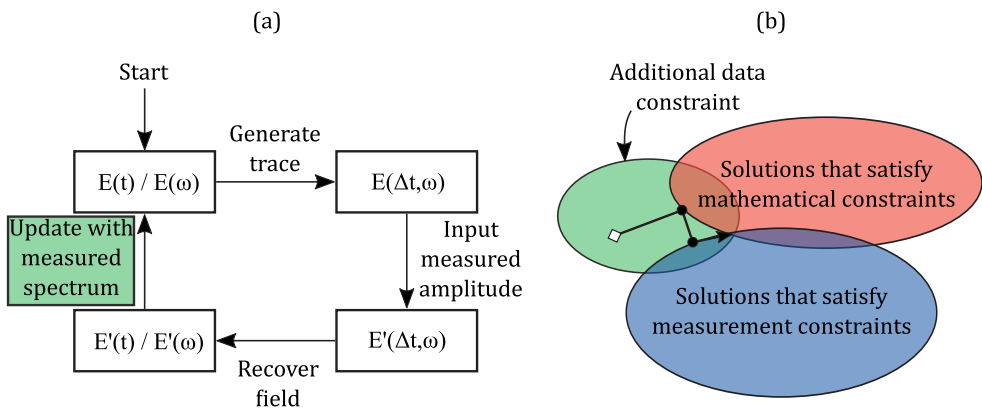 (a)
Start
Generate
trace
E(t) / E(ω)
E(Δt,ω)
Update with
measured
spectrum
Input
measured
amplitude
E'(t) / E'(ω)
E'(Δt,ω)
Recover
field
(b)
Additional data
constraint
Solutions that satisfy
mathematical constraints
Solutions that satisfy
measurement constraints